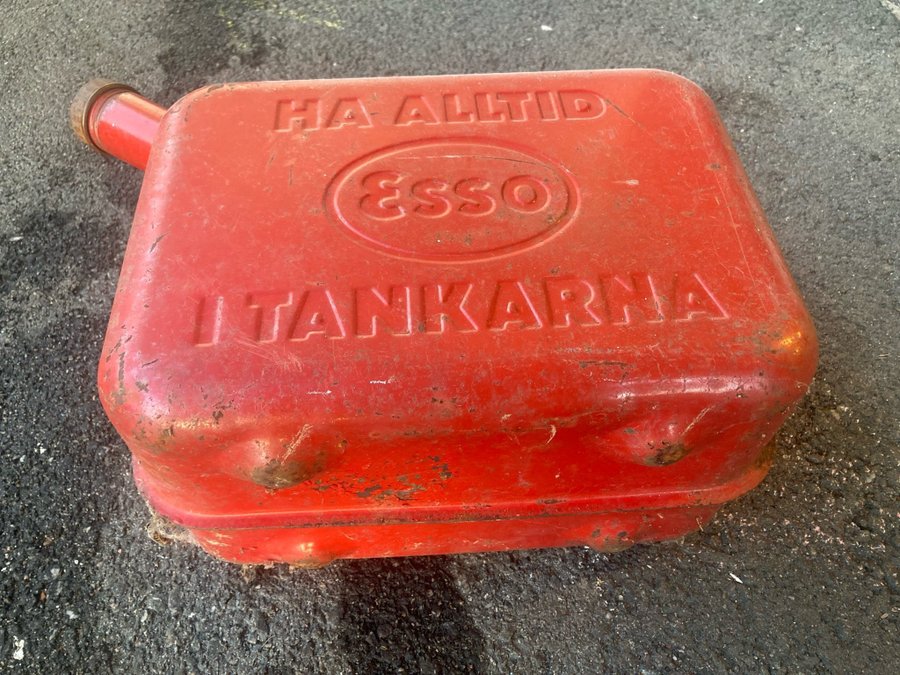 HA ALLTID
Esso
I TANKARNA